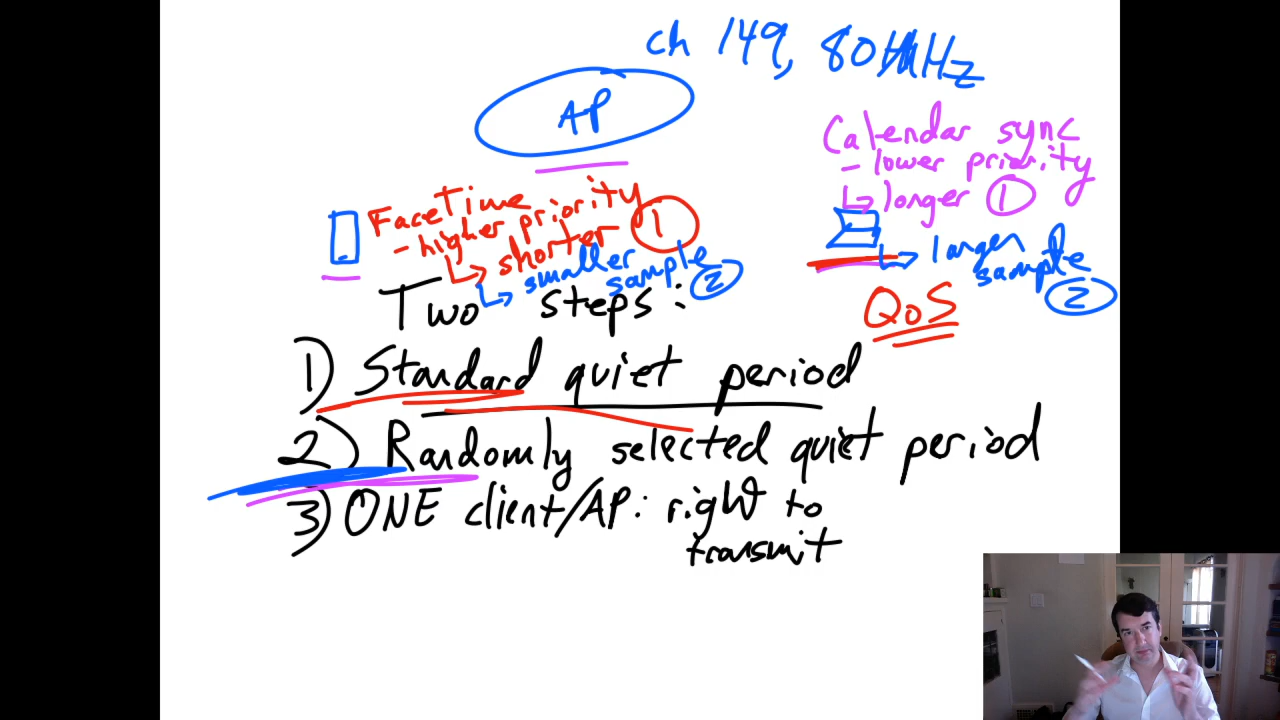 ch 149, 80MHz
AP
Calendar sync
- lower priority
↳ longer ①
FaceTime
- higher priority
↳ shorter ①
↳ smaller
sample ②
↳ larger
sample
②
QoS
Two steps:
1) Standard quiet period
2) Randomly selected quiet period
3) ONE client/AP: right to
transmit